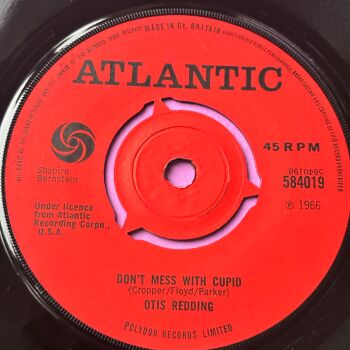 MADE IN GT. BRITAIN
ATLANTIC
Shapiro
Bernstein
45 RPM
584019
℗ 1966
Under licence
from Atlantic
Recording Corpn.,
U.S.A.
DON'T MESS WITH CUPID
(Cropper/Floyd/Parker)
OTIS REDDING
POLYDOR RECORDS LIMITED